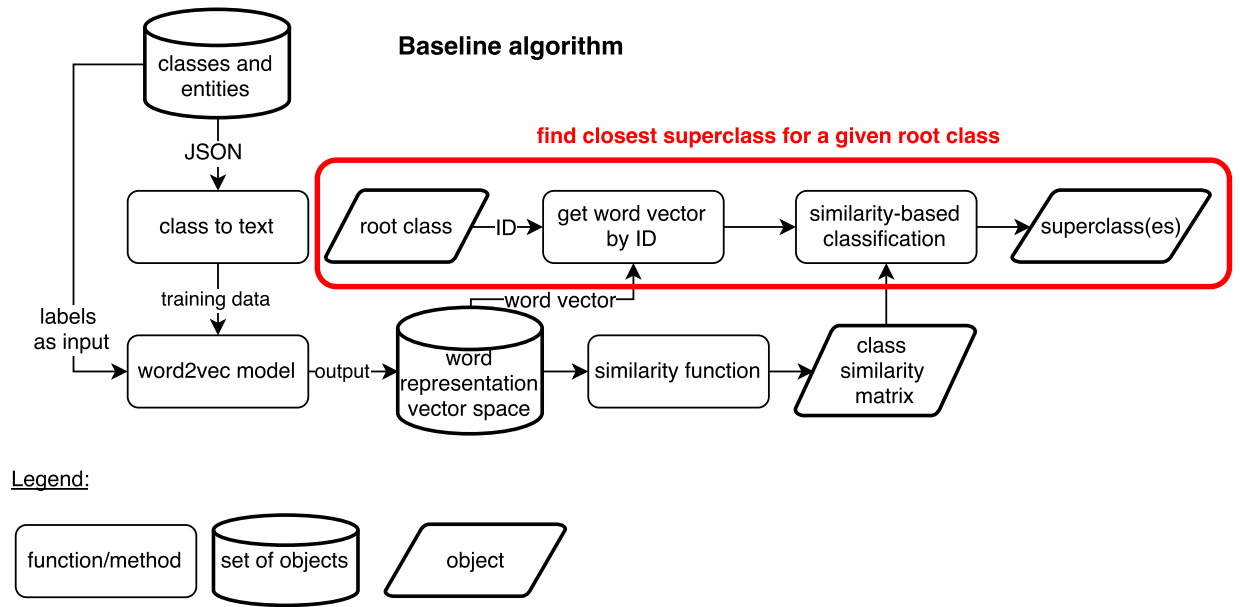 Baseline algorithm
classes and
entities
JSON
find closest superclass for a given root class
class to text
root class
ID
get word vector
by ID
similarity-based
classification
superclass(es)
training data
word vector
labels
as input
word2vec model
output
word
representation
vector space
similarity function
class
similarity
matrix
Legend:
function/method
set of objects
object